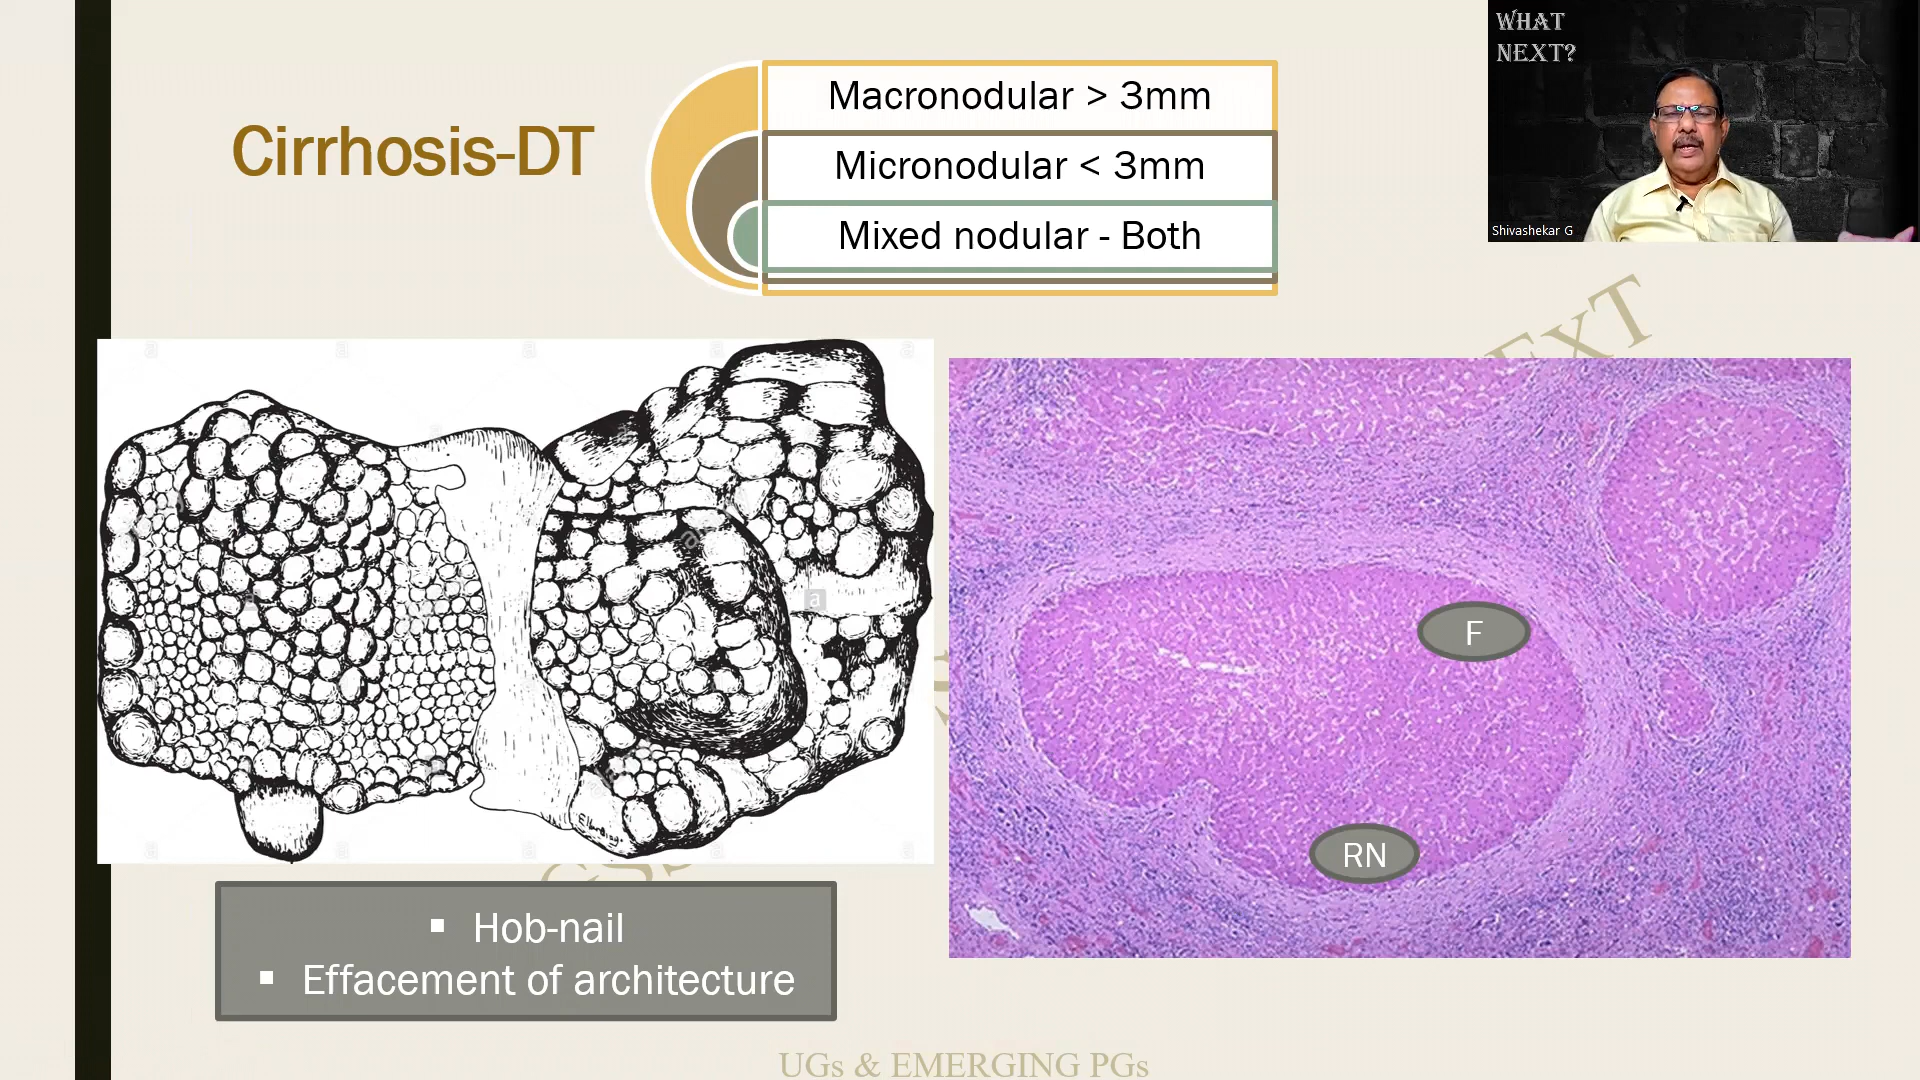 WHAT
NEXT?
Shivashekar G
Cirrhosis-DT
Macronodular > 3mm
Micronodular < 3mm
Mixed nodular - Both
EXT
a
F
RN
▪ Hob-nail
▪ Effacement of architecture
UGs & EMERGING PGs